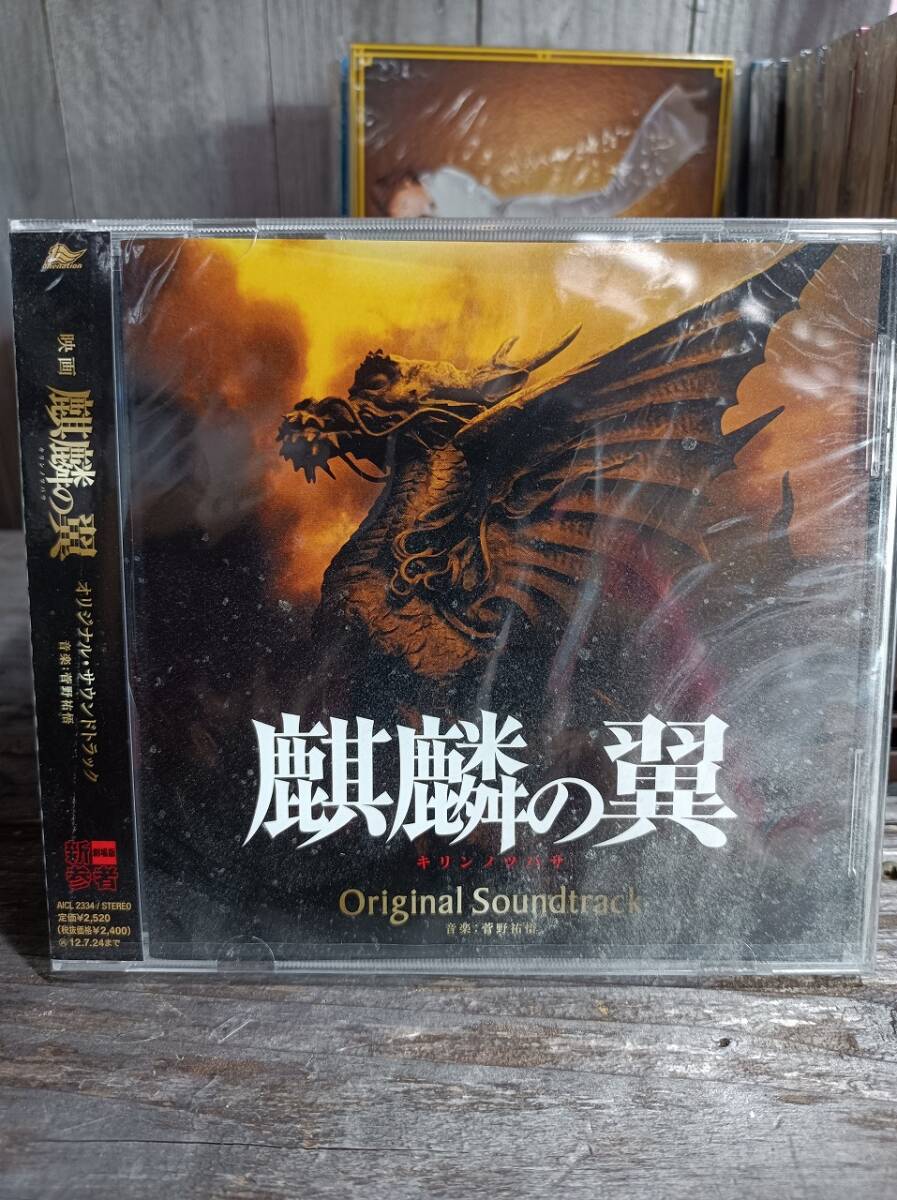 映画
麒麟の翼
キリンノツバサ
オリジナル・サウンドトラック
音楽:菅野祐悟
劇場版
新参者
AICL 2334 / STEREO
定価¥2,520
(税抜価格¥2,400)
12.7.24まで
麒麟の翼
キリンノツバサ
Original Soundtrack
音楽:菅野祐悟